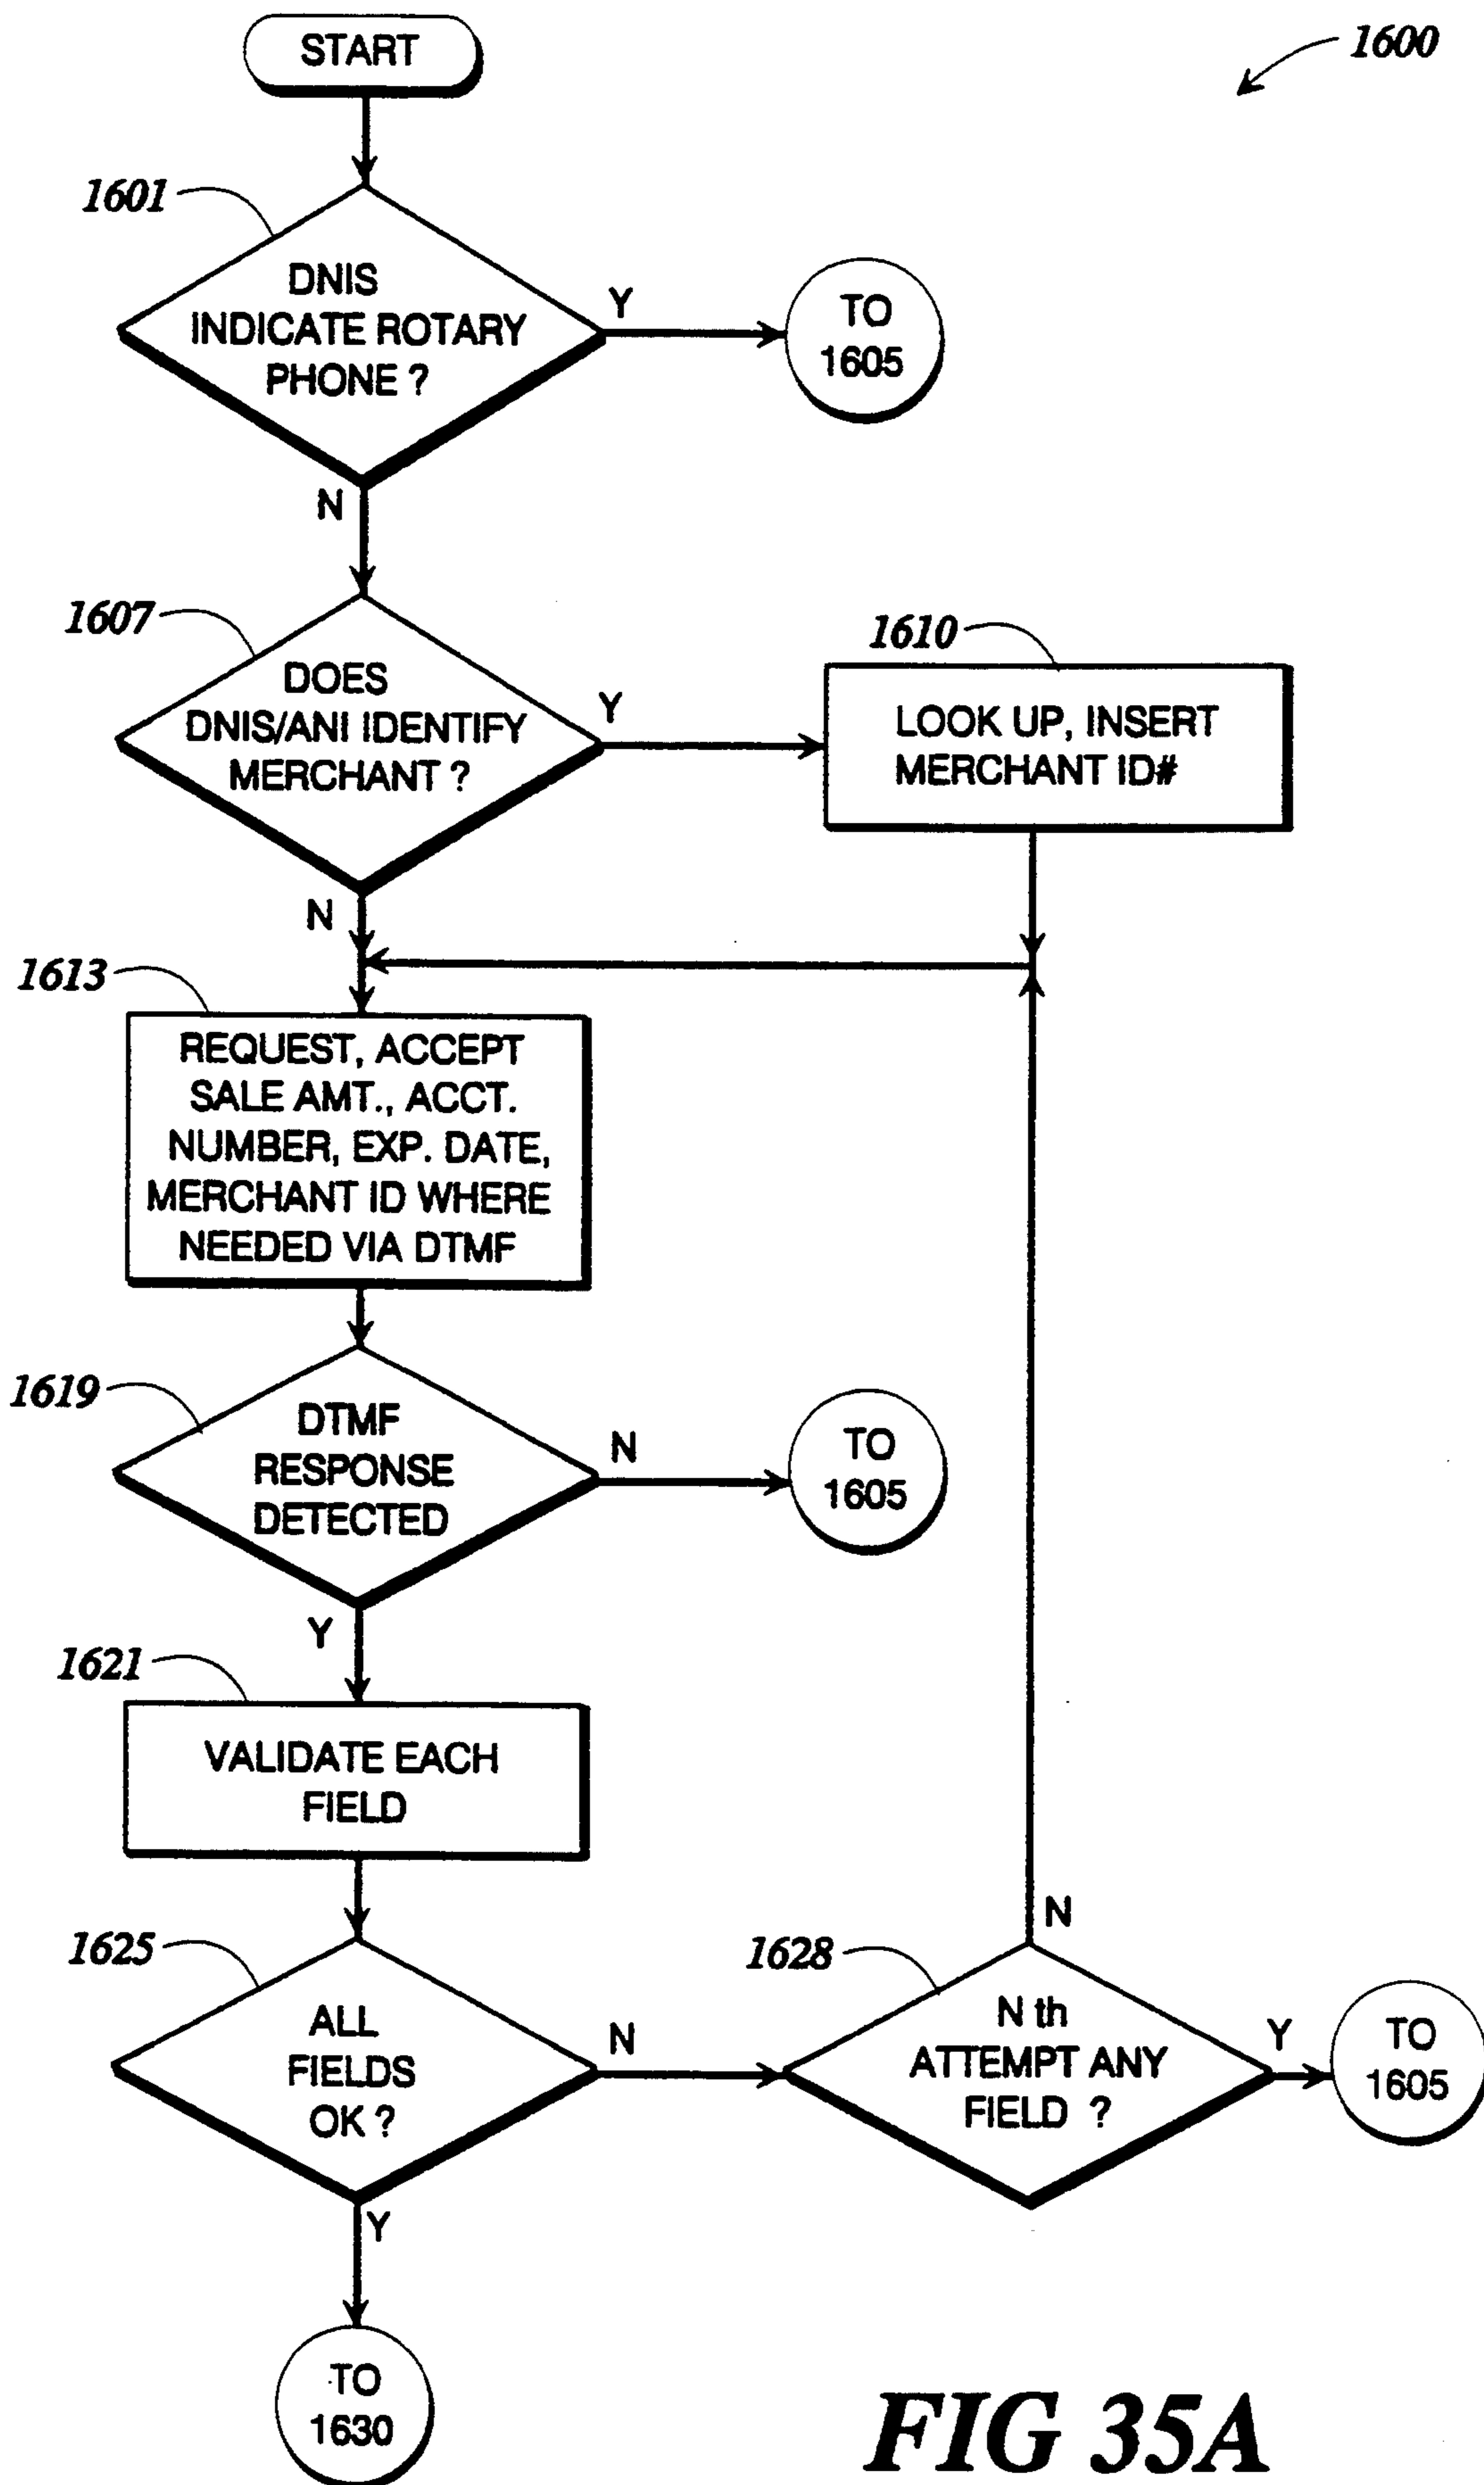 START
1600
1601
DNIS
INDICATE ROTARY
PHONE ?
Y
TO
1605
N
1607
DOES
DNIS/ANI IDENTIFY
MERCHANT ?
Y
1610
LOOK UP, INSERT
MERCHANT ID#
N
1613
REQUEST, ACCEPT
SALE AMT., ACCT.
NUMBER, EXP. DATE,
MERCHANT ID WHERE
NEEDED VIA DTMF
1619
DTMF
RESPONSE
DETECTED
N
TO
1605
Y
1621
VALIDATE EACH
FIELD
1625
ALL
FIELDS
OK ?
N
1628
N th
ATTEMPT ANY
FIELD ?
N
Y
TO
1605
Y
TO
1630
FIG 35A